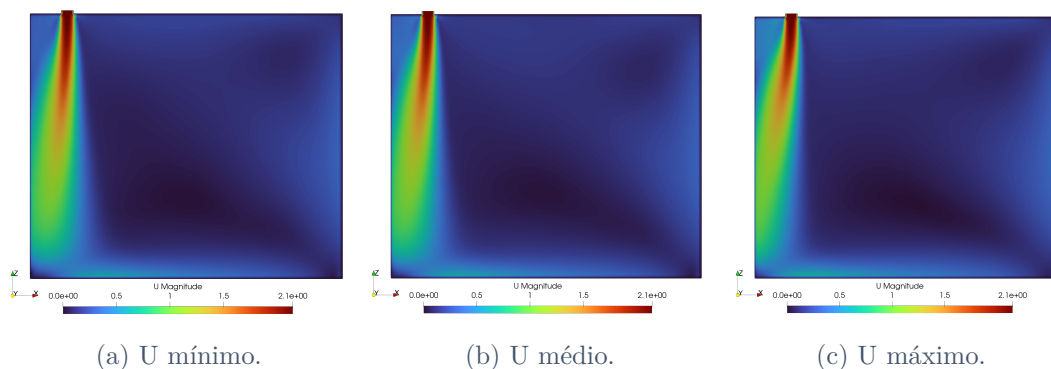 Z
Y X
U Magnitude
0.0e+00 0.5 1 1.5 2.1e+00
(a) U mínimo.
Z
Y X
U Magnitude
0.0e+00 0.5 1 1.5 2.1e+00
(b) U médio.
Z
Y X
U Magnitude
0.0e+00 0.5 1 1.5 2.1e+00
(c) U máximo.